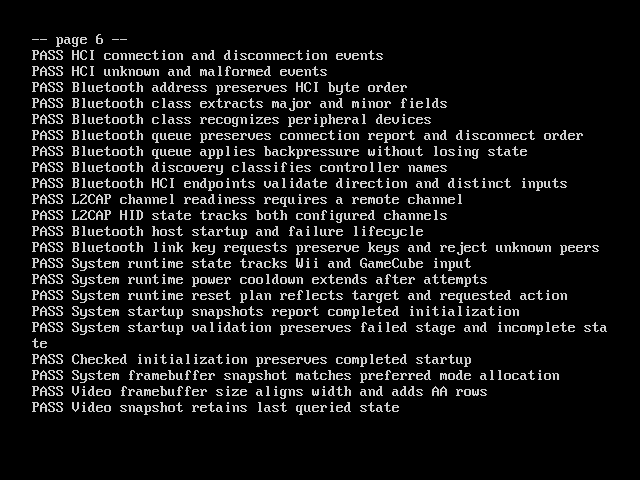 -- page 6 --
PASS HCI connection and disconnection events
PASS HCI unknown and malformed events
PASS Bluetooth address preserves HCI byte order
PASS Bluetooth class extracts major and minor fields
PASS Bluetooth class recognizes peripheral devices
PASS Bluetooth queue preserves connection report and disconnect order
PASS Bluetooth queue applies backpressure without losing state
PASS Bluetooth discovery classifies controller names
PASS Bluetooth HCI endpoints validate direction and distinct inputs
PASS L2CAP channel readiness requires a remote channel
PASS L2CAP HID state tracks both configured channels
PASS Bluetooth host startup and failure lifecycle
PASS Bluetooth link key requests preserve keys and reject unknown peers
PASS System runtime state tracks Wii and GameCube input
PASS System runtime power cooldown extends after attempts
PASS System runtime reset plan reflects target and requested action
PASS System startup snapshots report completed initialization
PASS System startup validation preserves failed stage and incomplete sta
te
PASS Checked initialization preserves completed startup
PASS System framebuffer snapshot matches preferred mode allocation
PASS Video framebuffer size aligns width and adds AA rows
PASS Video snapshot retains last queried state